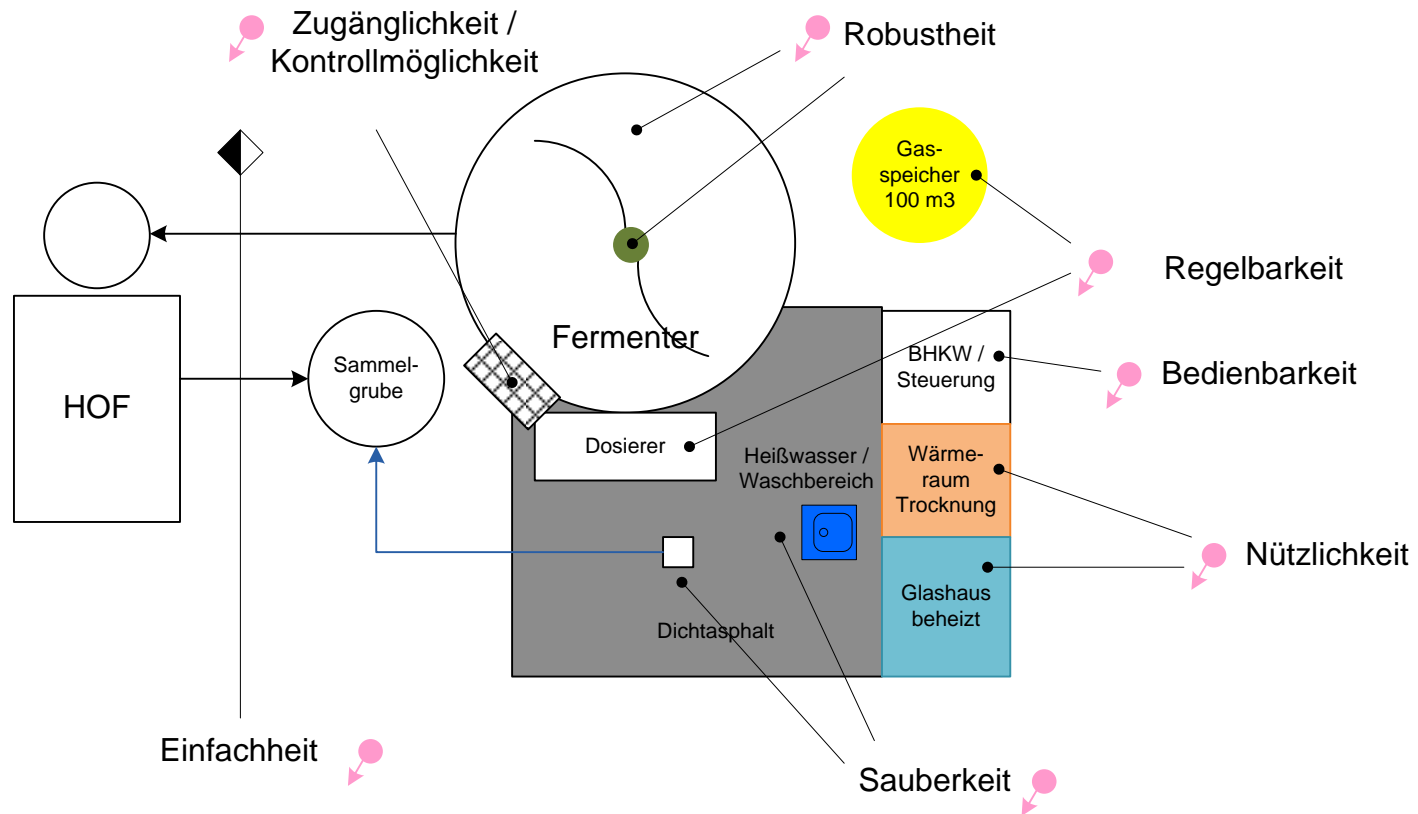 Zugänglichkeit /
Kontrollmöglichkeit
Robustheit
Gas-
speicher
100 m3
Regelbarkeit
Fermenter
BHKW /
Steuerung
Bedienbarkeit
Sammel-
grube
HOF
Dosierer
Heißwasser /
Waschbereich
Wärme-
raum
Trocknung
Nützlichkeit
Glashaus
beheizt
Dichtasphalt
Einfachheit
Sauberkeit